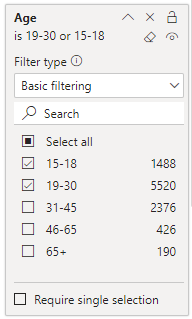 Age
is 19-30 or 15-18
Filter type
Basic filtering
Search
Select all
15-18 1488
19-30 5520
31-45 2376
46-65 426
65+ 190
Require single selection